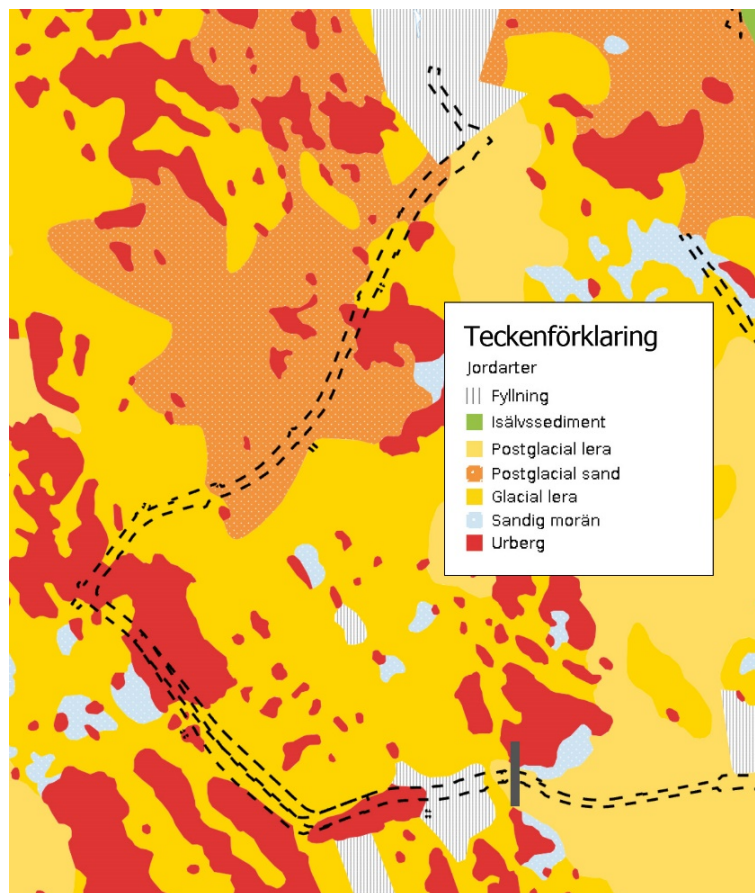 Teckenförklaring
Jordarter
Fyllning
Isälvssediment
Postglacial lera
Postglacial sand
Glacial lera
Sandig morän
Urberg